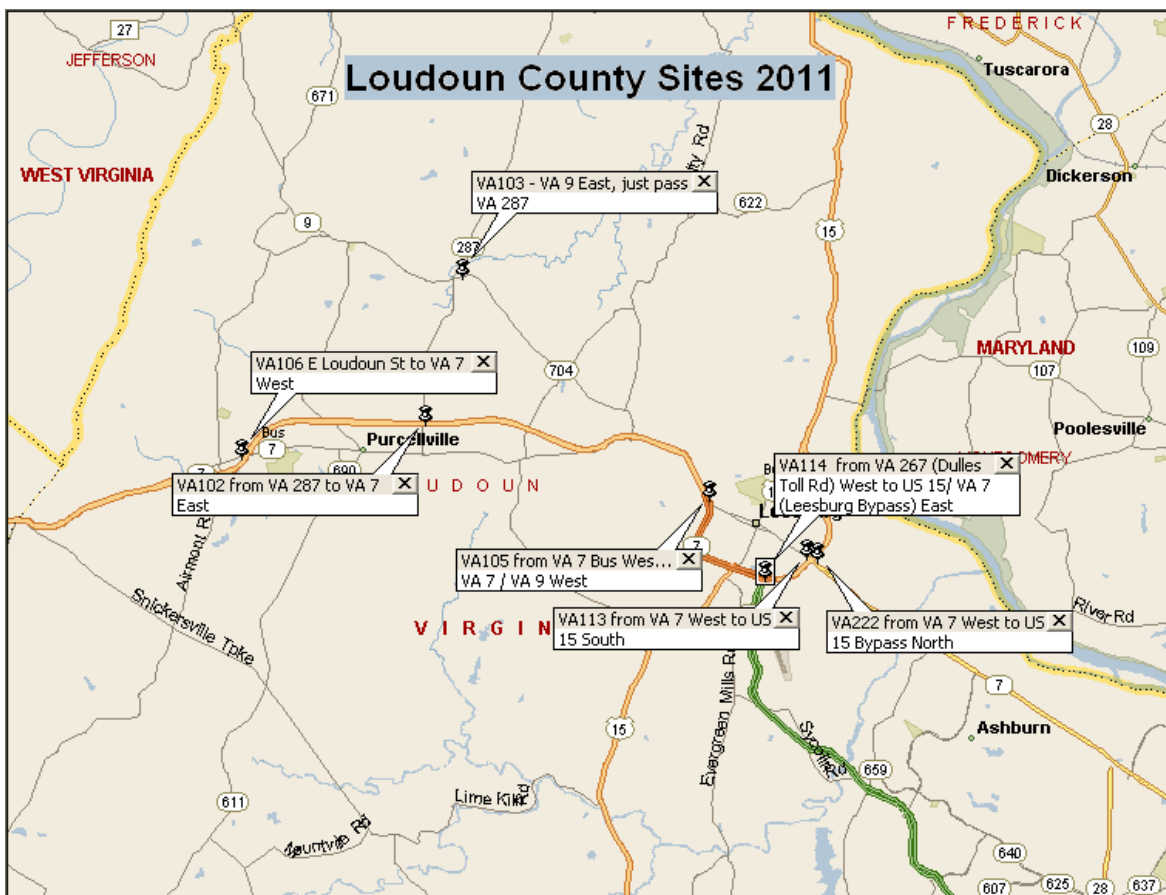 27
FREDERICK
JEFFERSON
Tuscarora
Loudoun County Sites 2011
671
28
WEST VIRGINIA
Dickerson
VA103 - VA 9 East, just pass
VA 287
622
9
15
287
MARYLAND
109
107
VA106 E Loudoun St to VA 7
West
704
Bus
7
Purcellville
Poolesville
690
7
VA102 from VA 287 to VA 7
East
UDOUN
VA114 from VA 267 (Dulles
Toll Rd) West to US 15/ VA 7
(Leesburg Bypass) East
Airmont R
7
VA105 from VA 7 Bus Wes...
VA 7 / VA 9 West
Snickersville Tpke
VA113 from VA 7 West to US
15 South
VA222 from VA 7 West to US
15 Bypass North
River Rd
VIRGIN
7
Evergreen Mills R
15
Ashburn
659
611
Lime Kiln Rd
Mountville Rd
640
607
625
28
637